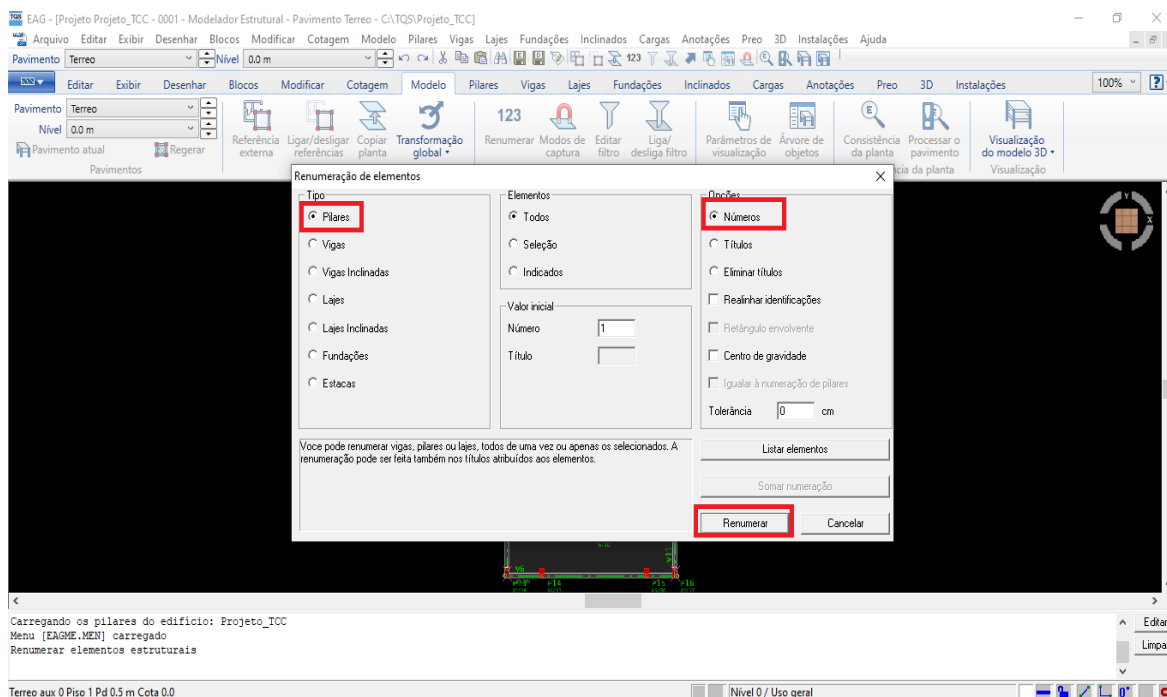 EAG - [Projeto Projeto_TCC - 0001 - Modelador Estrutural - Pavimento Terreo - C:\TQS\Projeto_TCC]
Arquivo Editar Exibir Desenhar Blocos Modificar Cotagem Modelo Pilares Vigas Lajes Fundações Inclinados Cargas Anotações Preo 3D Instalações Ajuda
Pavimento Terreo Nível 0.0 m 123
Editar Exibir Desenhar Blocos Modificar Cotagem Modelo Pilares Vigas Lajes Fundações Inclinados Cargas Anotações Preo 3D Instalações 100%
Pavimento Terreo
Nível 0.0 m
Pavimento atual Regerar
Pavimentos
Referência externa
Ligar/desligar referências
Copiar planta
Transformação global
123
Renumerar
Modos de captura
Editar filtro
Liga/ desliga filtro
Parâmetros de visualização
Árvore de objetos
Consistência da planta
Processar o pavimento
cia da planta
Visualização do modelo 3D
Visualização
Renumeração de elementos
Tipo
Pilares
Vigas
Vigas Inclinadas
Lajes
Lajes Inclinadas
Fundações
Estacas
Elementos
Todos
Seleção
Indicados
Valor inicial
Número 1
Título
Opções
Números
Títulos
Eliminar títulos
Realinhar identificações
Retângulo envolvente
Centro de gravidade
Igualar à numeração de pilares
Tolerância 0 cm
Voce pode renumerar vigas, pilares ou lajes, todos de uma vez ou apenas os selecionados. A
renumeração pode ser feita também nos títulos atribuídos aos elementos.
Listar elementos
Somar numeração
Renumerar Cancelar
V6
P14 P15 P16
Carregando os pilares do edificio: Projeto_TCC
Menu [EAGME.MEN] carregado
Renumerar elementos estruturais
Editar
Limpa
Terreo aux 0 Piso 1 Pd 0.5 m Cota 0.0 Nível 0 / Uso geral